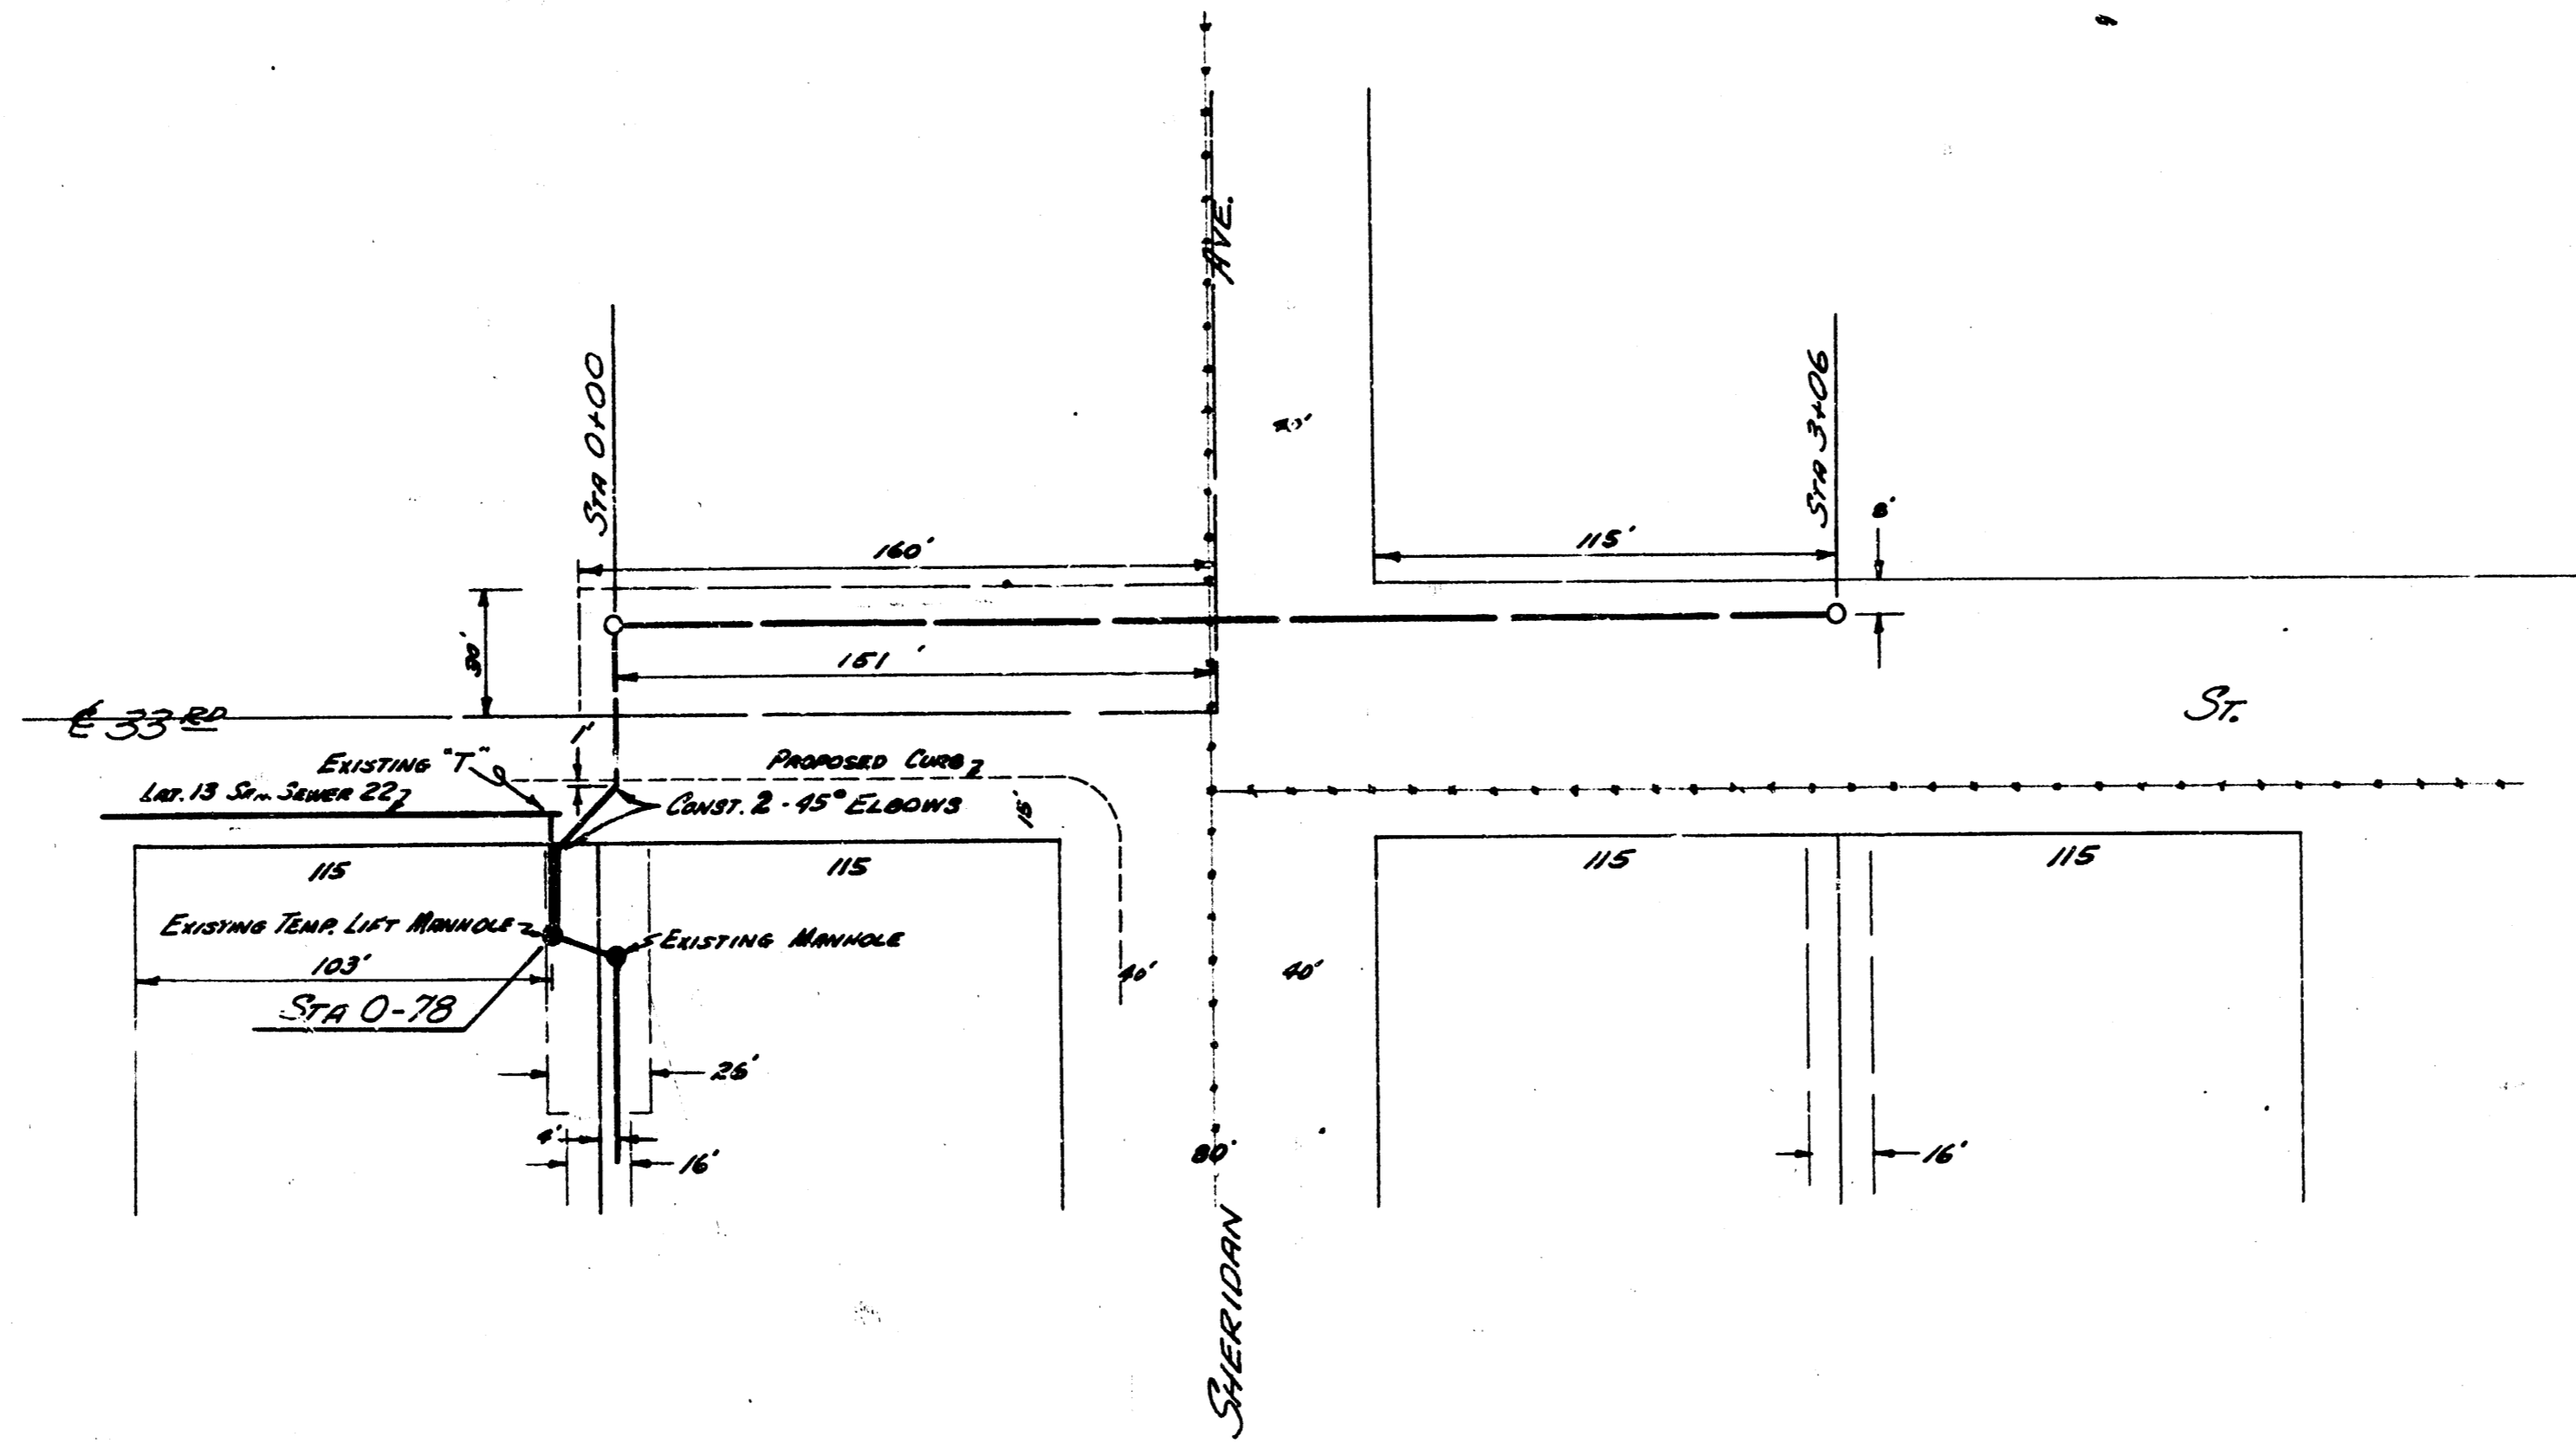 AVE.
STA 0+00
STA 3+06
8'
160'
115'
151'
℄ 33 RD
ST.
1'
EXISTING "T"
PROPOSED CURB
LAT. 13 SAN. SEWER 22
CONST. 2 - 45° ELBOWS
15'
115
115
115
115
EXISTING TEMP. LIFT MANHOLE
EXISTING MANHOLE
103'
40'
40'
STA 0-78
26'
4'
16'
80'
16'
SHERIDAN